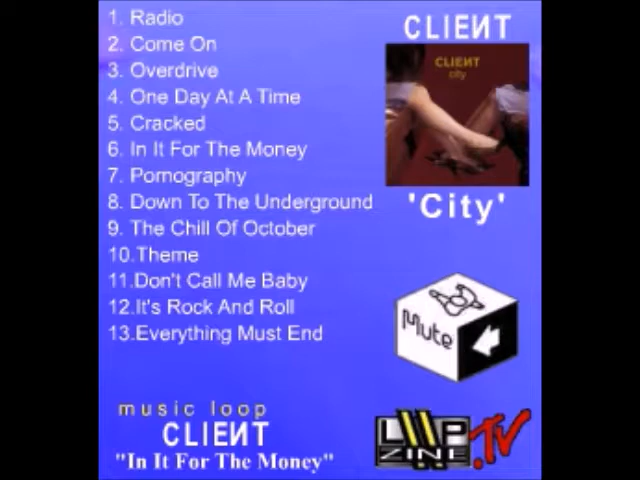 1. Radio
2. Come On
3. Overdrive
4. One Day At A Time
5. Cracked
6. In It For The Money
7. Pornography
8. Down To The Underground
9. The Chill Of October
10.Theme
11.Don't Call Me Baby
12.It's Rock And Roll
13.Everything Must End
CLIEИT
CLIEИT
city
'City'
Mute
music loop
CLIEИT
"In It For The Money"
LOOP
ZINE.TV